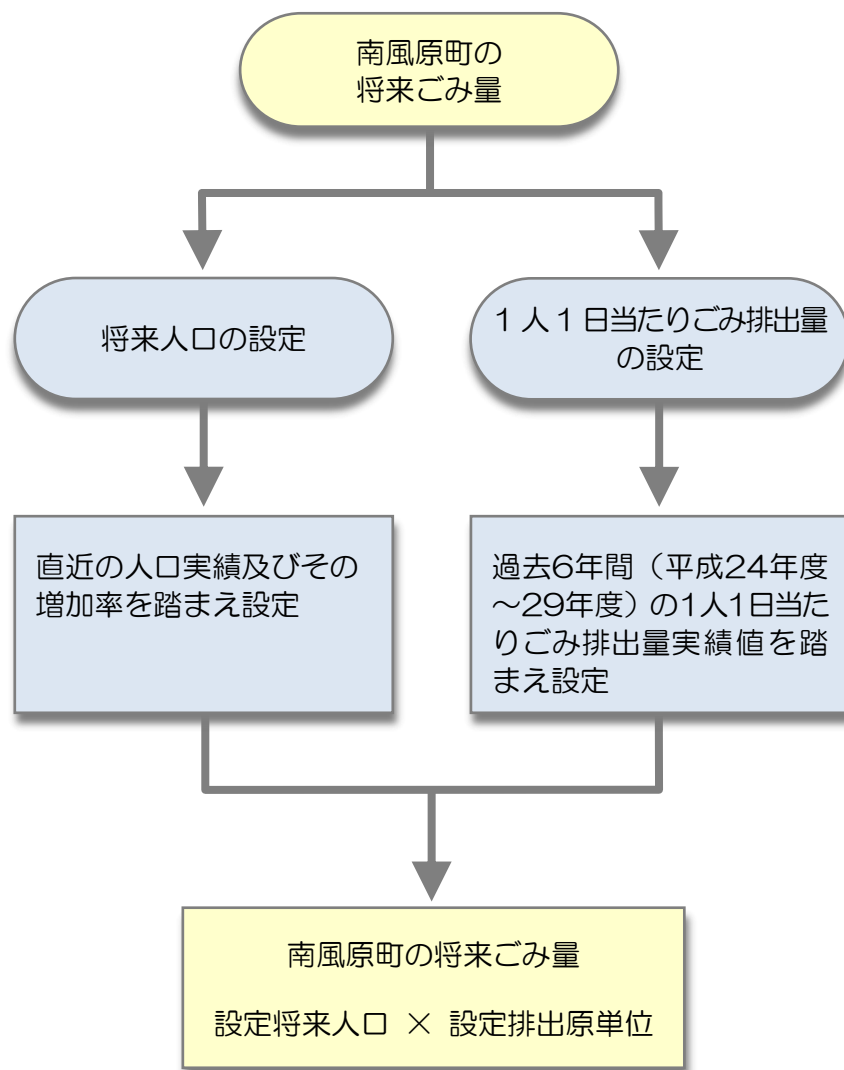 南風原町の
将来ごみ量
将来人口の設定
1人1日当たりごみ排出量
の設定
直近の人口実績及びその
増加率を踏まえ設定
過去6年間（平成24年度
～29年度）の1人1日当た
りごみ排出量実績値を踏
まえ設定
南風原町の将来ごみ量
設定将来人口 × 設定排出原単位